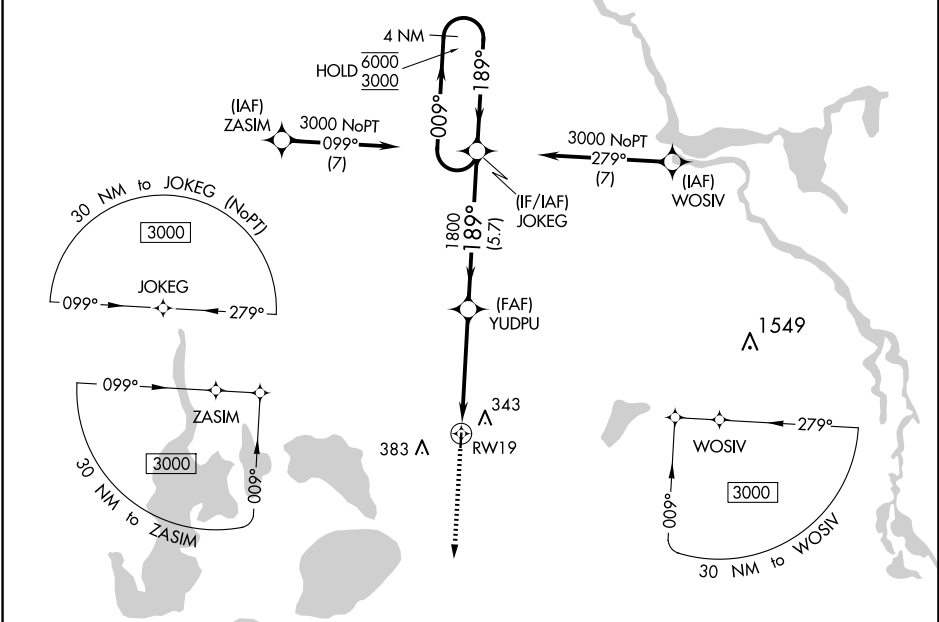 4 NM
HOLD 6000
3000
189°
009°
(IAF)
ZASIM
3000 NoPT
099°
(7)
3000 NoPT
279°
(7)
(IAF)
WOSIV
(IF/IAF)
JOKEG
1800
189°
(5.7)
(FAF)
YUDPU
30 NM to JOKEG (NoPT)
3000
JOKEG
099°
279°
1549
099°
ZASIM
3000
009°
30 NM to ZASIM
343
383
RW19
WOSIV
279°
3000
009°
30 NM to WOSIV